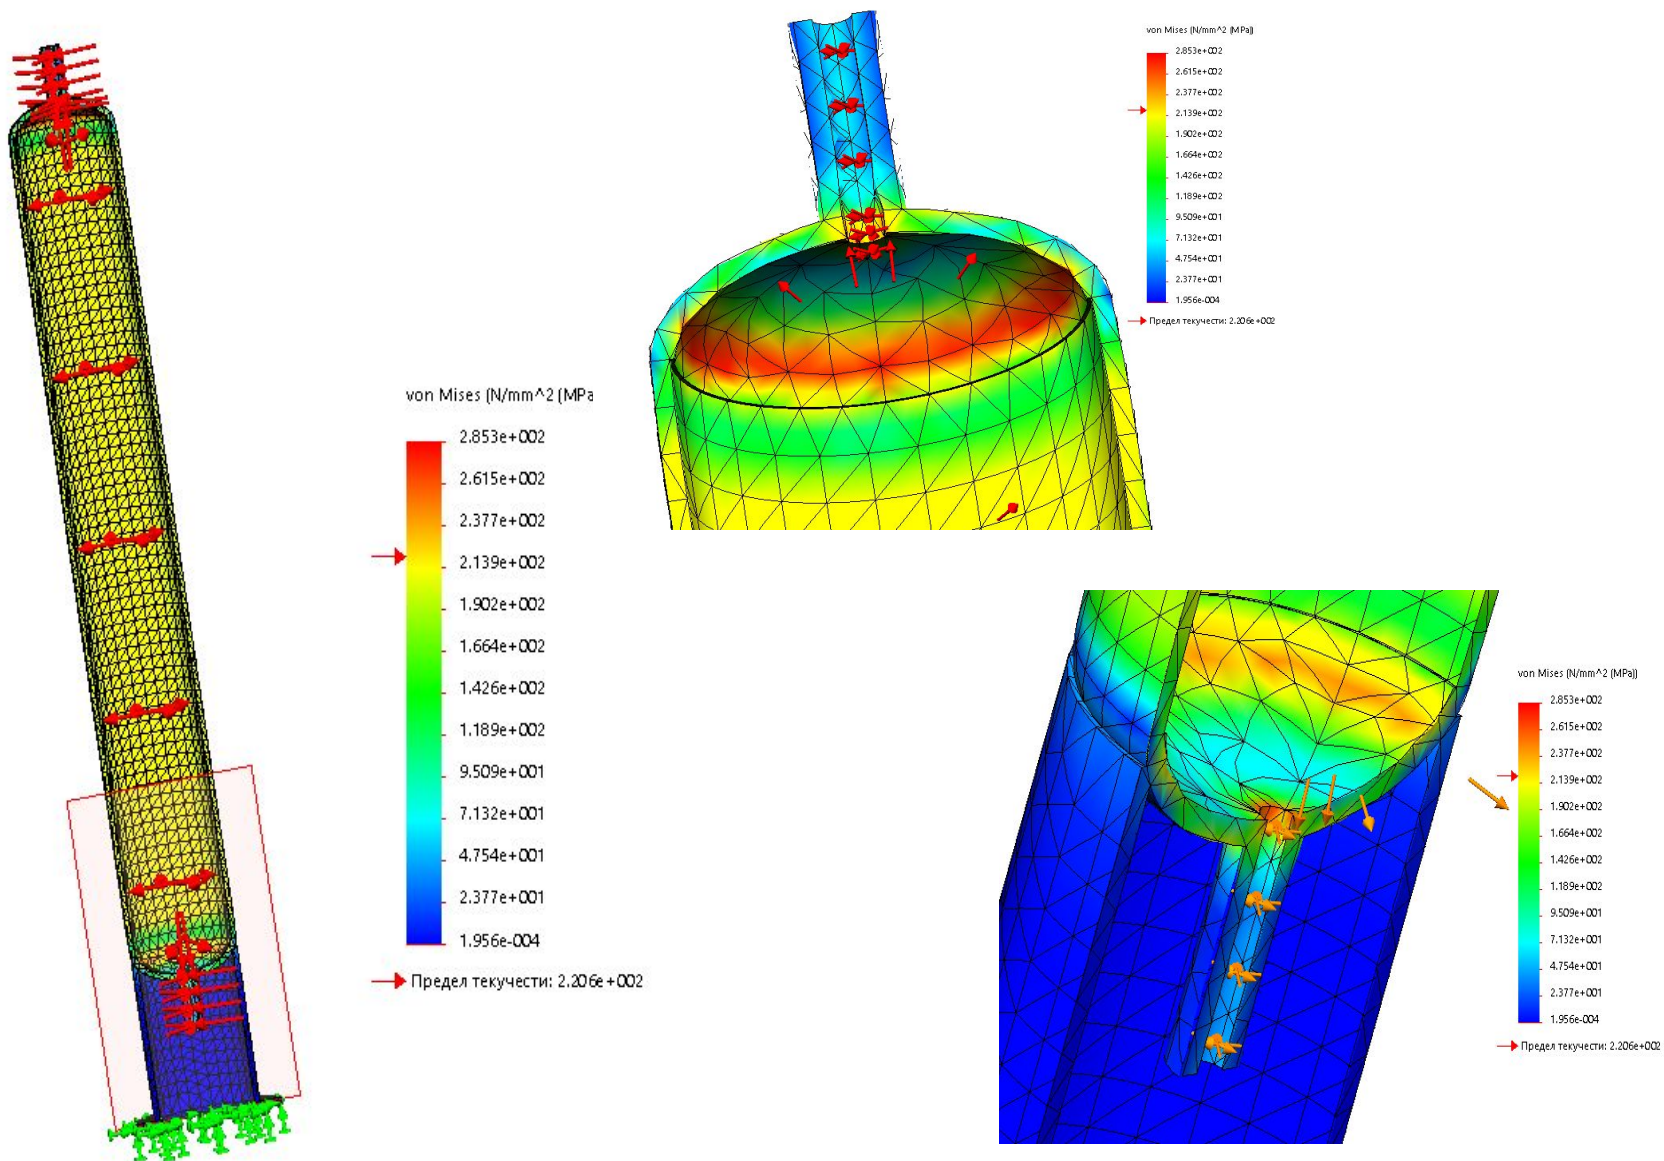 von Mises (N/mm^2 (MPa
2.853e+002
2.615e+002
2.377e+002
2.139e+002
1.902e+002
1.664e+002
1.426e+002
1.189e+002
9.509e+001
7.132e+001
4.754e+001
2.377e+001
1.956e-004
Предел текучести: 2.206e+002
von Mises (N/mm^2 (MPa))
2.853e+002
2.615e+002
2.377e+002
2.139e+002
1.902e+002
1.664e+002
1.426e+002
1.189e+002
9.509e+001
7.132e+001
4.754e+001
2.377e+001
1.956e-004
Предел текучести: 2.206e+002
von Mises (N/mm^2 (MPa))
2.853e+002
2.615e+002
2.377e+002
2.139e+002
1.902e+002
1.664e+002
1.426e+002
1.189e+002
9.509e+001
7.132e+001
4.754e+001
2.377e+001
1.956e-004
Предел текучести: 2.206e+002